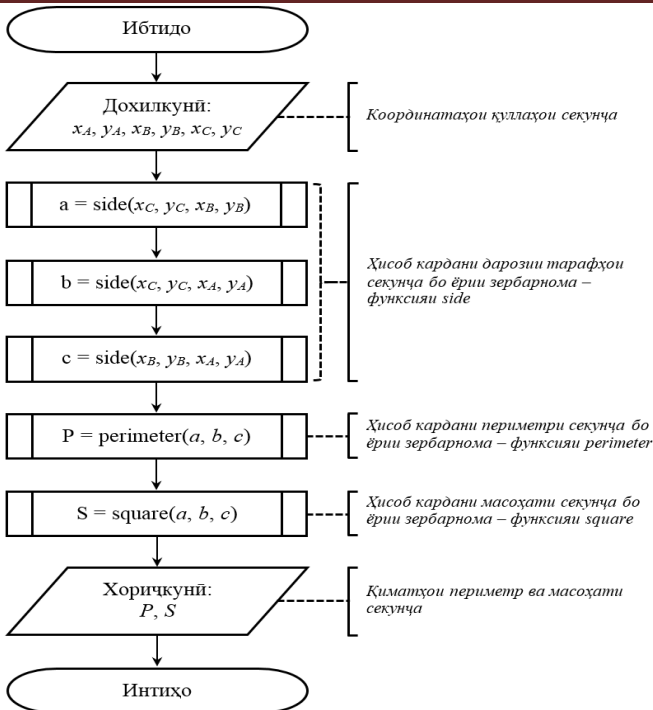 Ибтидо
Дохилкунӣ:
xA, yA, xB, yB, xC, yC
Координатаҳои қуллаҳои секунҷа
a = side(xC, yC, xB, yB)
b = side(xC, yC, xA, yA)
c = side(xB, yB, xA, yA)
Ҳисоб кардани дарозии тарафҳои
секунҷа бо ёрии зербарнома –
функсияи side
P = perimeter(a, b, c)
Ҳисоб кардани периметри секунҷа бо
ёрии зербарнома – функсияи perimeter
S = square(a, b, c)
Ҳисоб кардани масоҳати секунҷа бо
ёрии зербарнома – функсияи square
Хориҷкунӣ:
P, S
Қиматҳои периметр ва масоҳати
секунҷа
Интиҳо